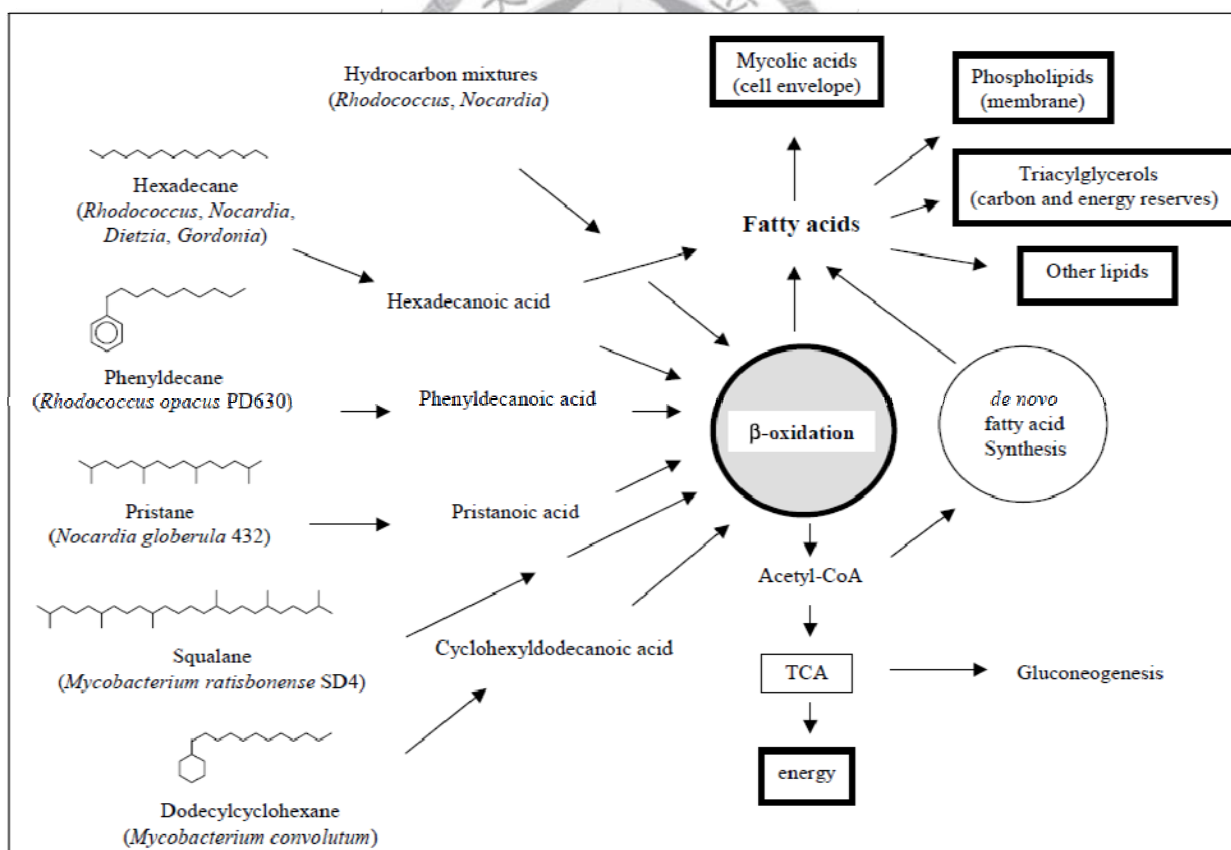 Hydrocarbon mixtures
(Rhodococcus, Nocardia)
Mycolic acids
(cell envelope)
Phospholipids
(membrane)
Hexadecane
(Rhodococcus, Nocardia,
Dietzia, Gordonia)
Triacylglycerols
(carbon and energy reserves)
Fatty acids
Other lipids
Hexadecanoic acid
Phenyldecane
(Rhodococcus opacus PD630)
Phenyldecanoic acid
β-oxidation
de novo
fatty acid
Synthesis
Pristane
(Nocardia globerula 432)
Pristanoic acid
Acetyl-CoA
Squalane
(Mycobacterium ratisbonense SD4)
Cyclohexyldodecanoic acid
TCA
Gluconeogenesis
energy
Dodecylcyclohexane
(Mycobacterium convolutum)